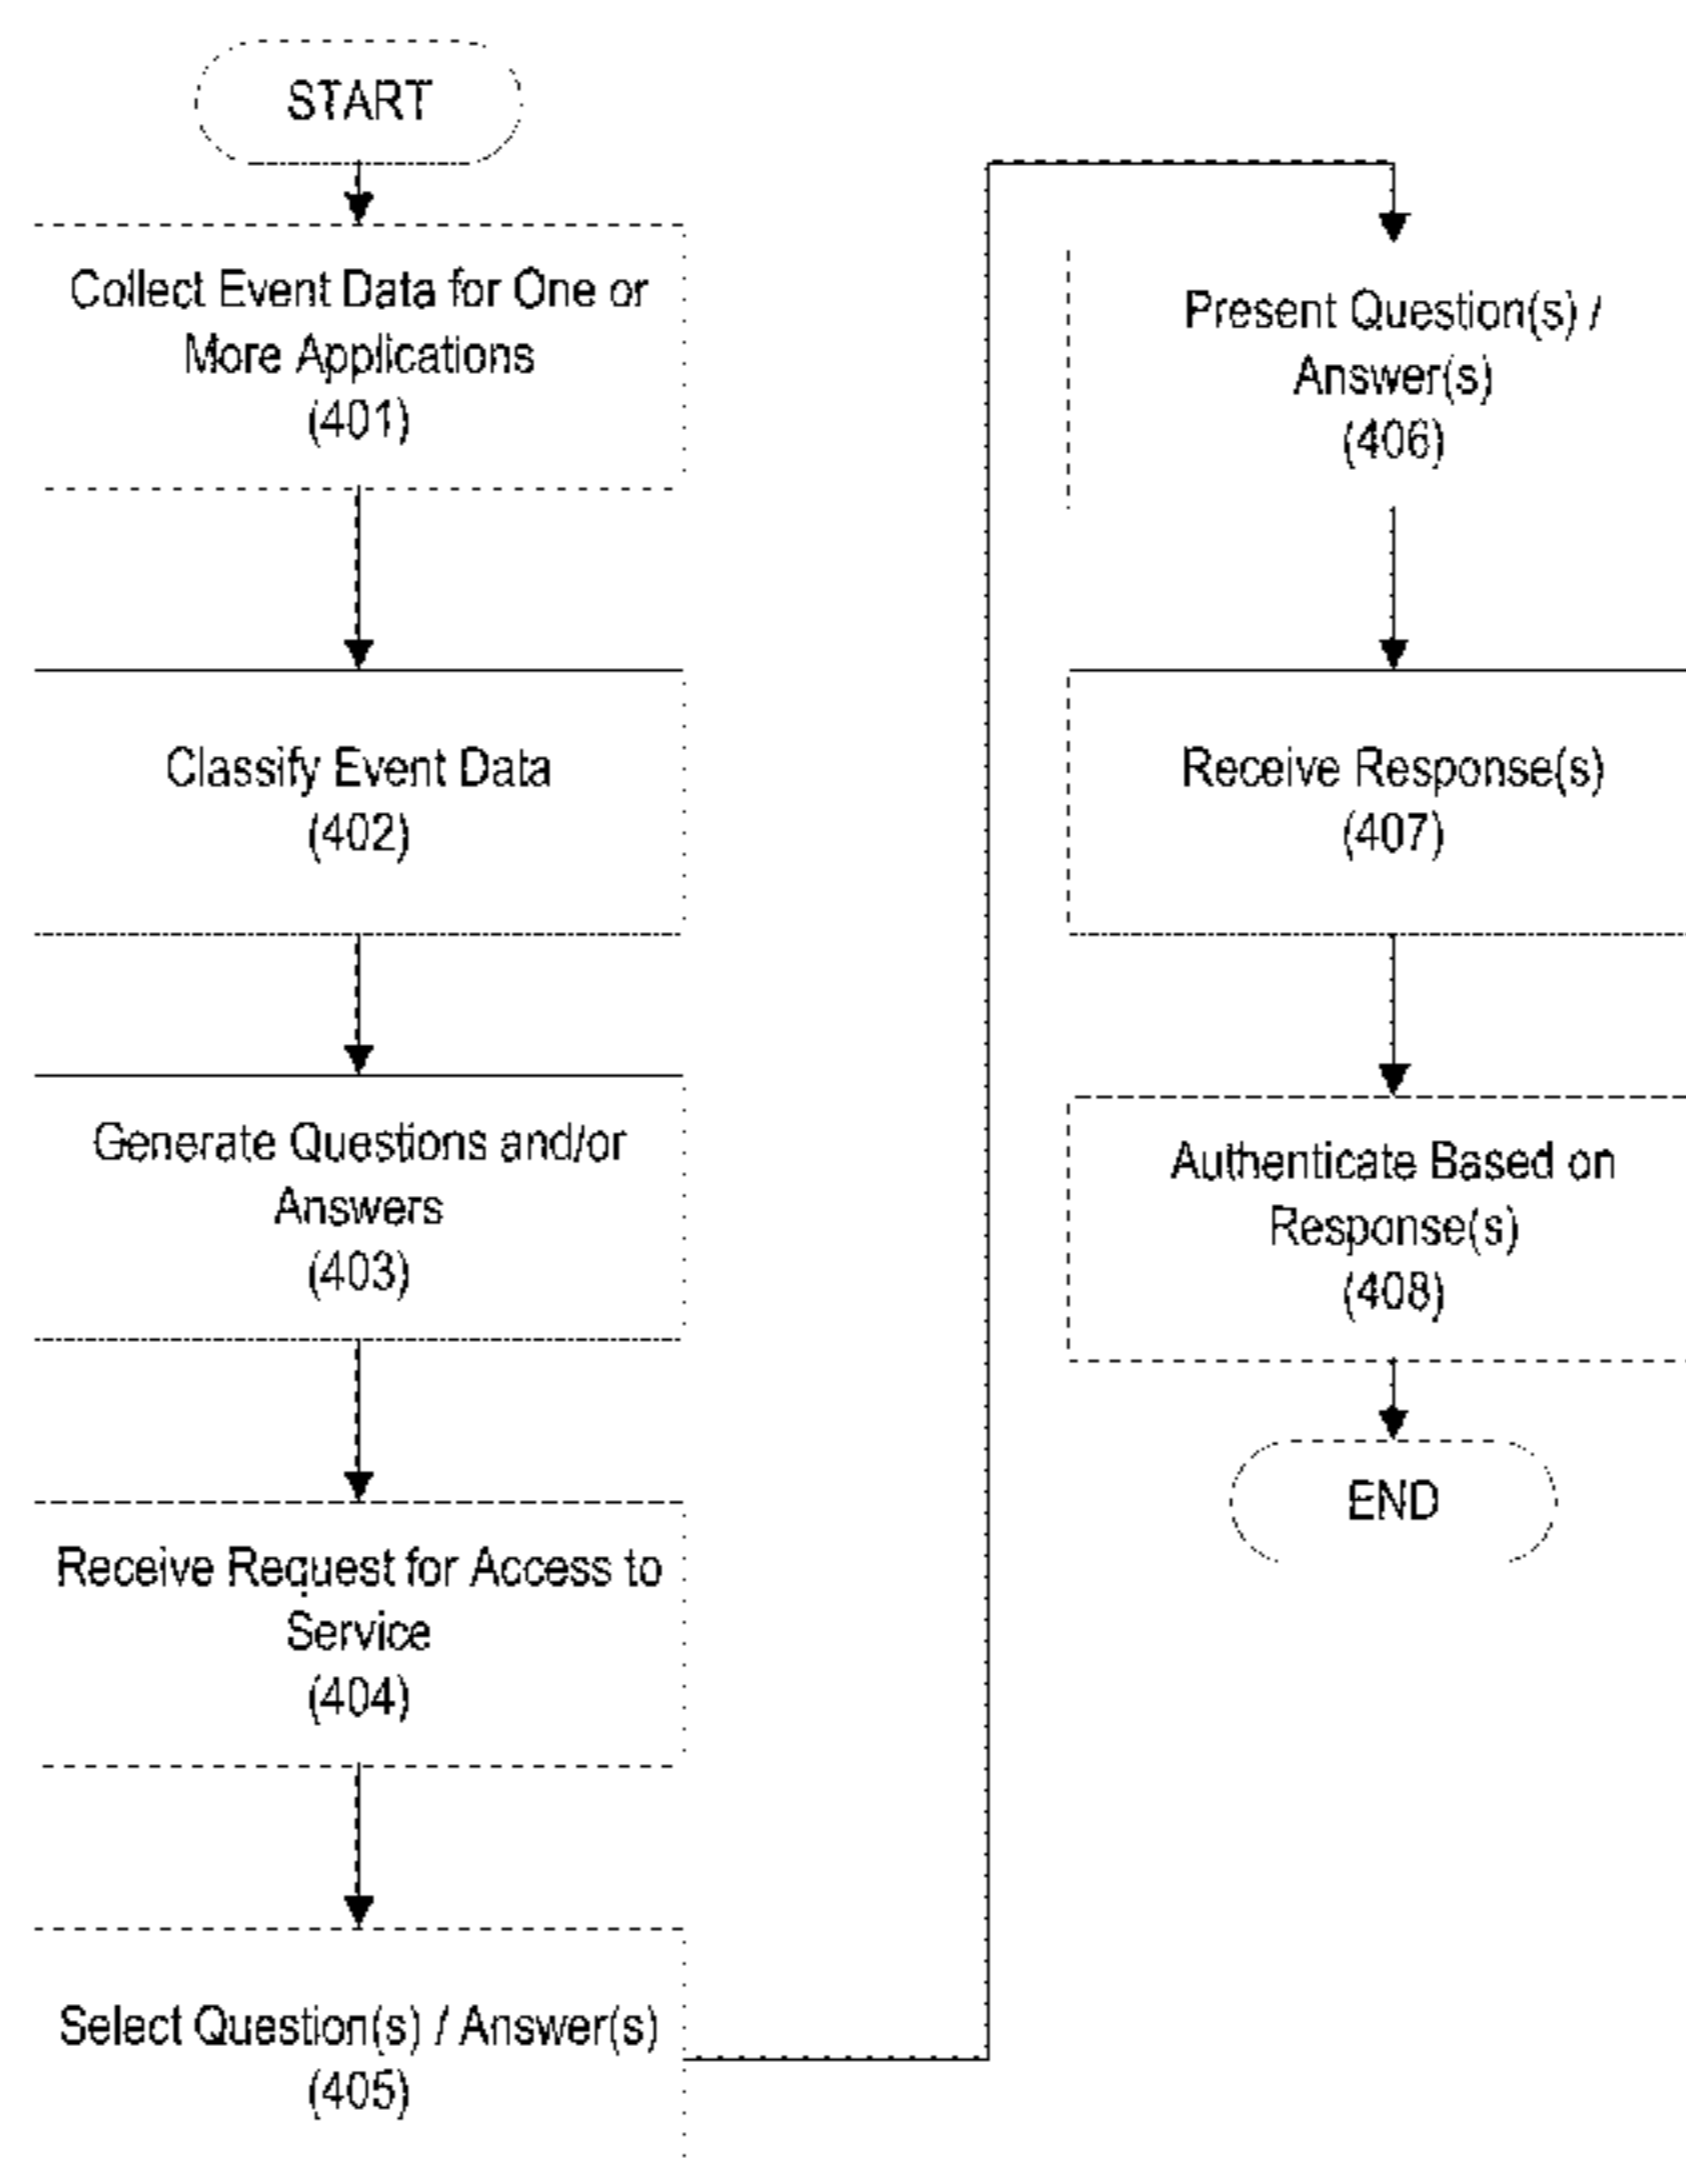 START
Collect Event Data for One or
More Applications
(401)
Classify Event Data
(402)
Generate Questions and/or
Answers
(403)
Receive Request for Access to
Service
(404)
Select Question(s) / Answer(s)
(405)
Present Question(s) /
Answer(s)
(406)
Receive Response(s)
(407)
Authenticate Based on
Response(s)
(408)
END